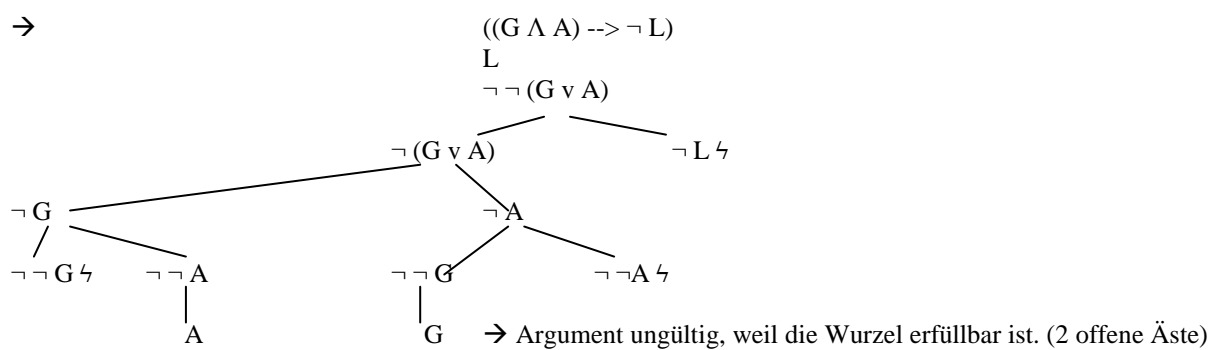 → ((G Λ A) --> ¬ L)
L
¬ ¬ (G v A)
¬ (G v A) ¬ L ϟ
¬ G ¬ A
¬ ¬ G ϟ ¬ ¬ A ¬ ¬ G ¬ ¬A ϟ
A G → Argument ungültig, weil die Wurzel erfüllbar ist. (2 offene Äste)